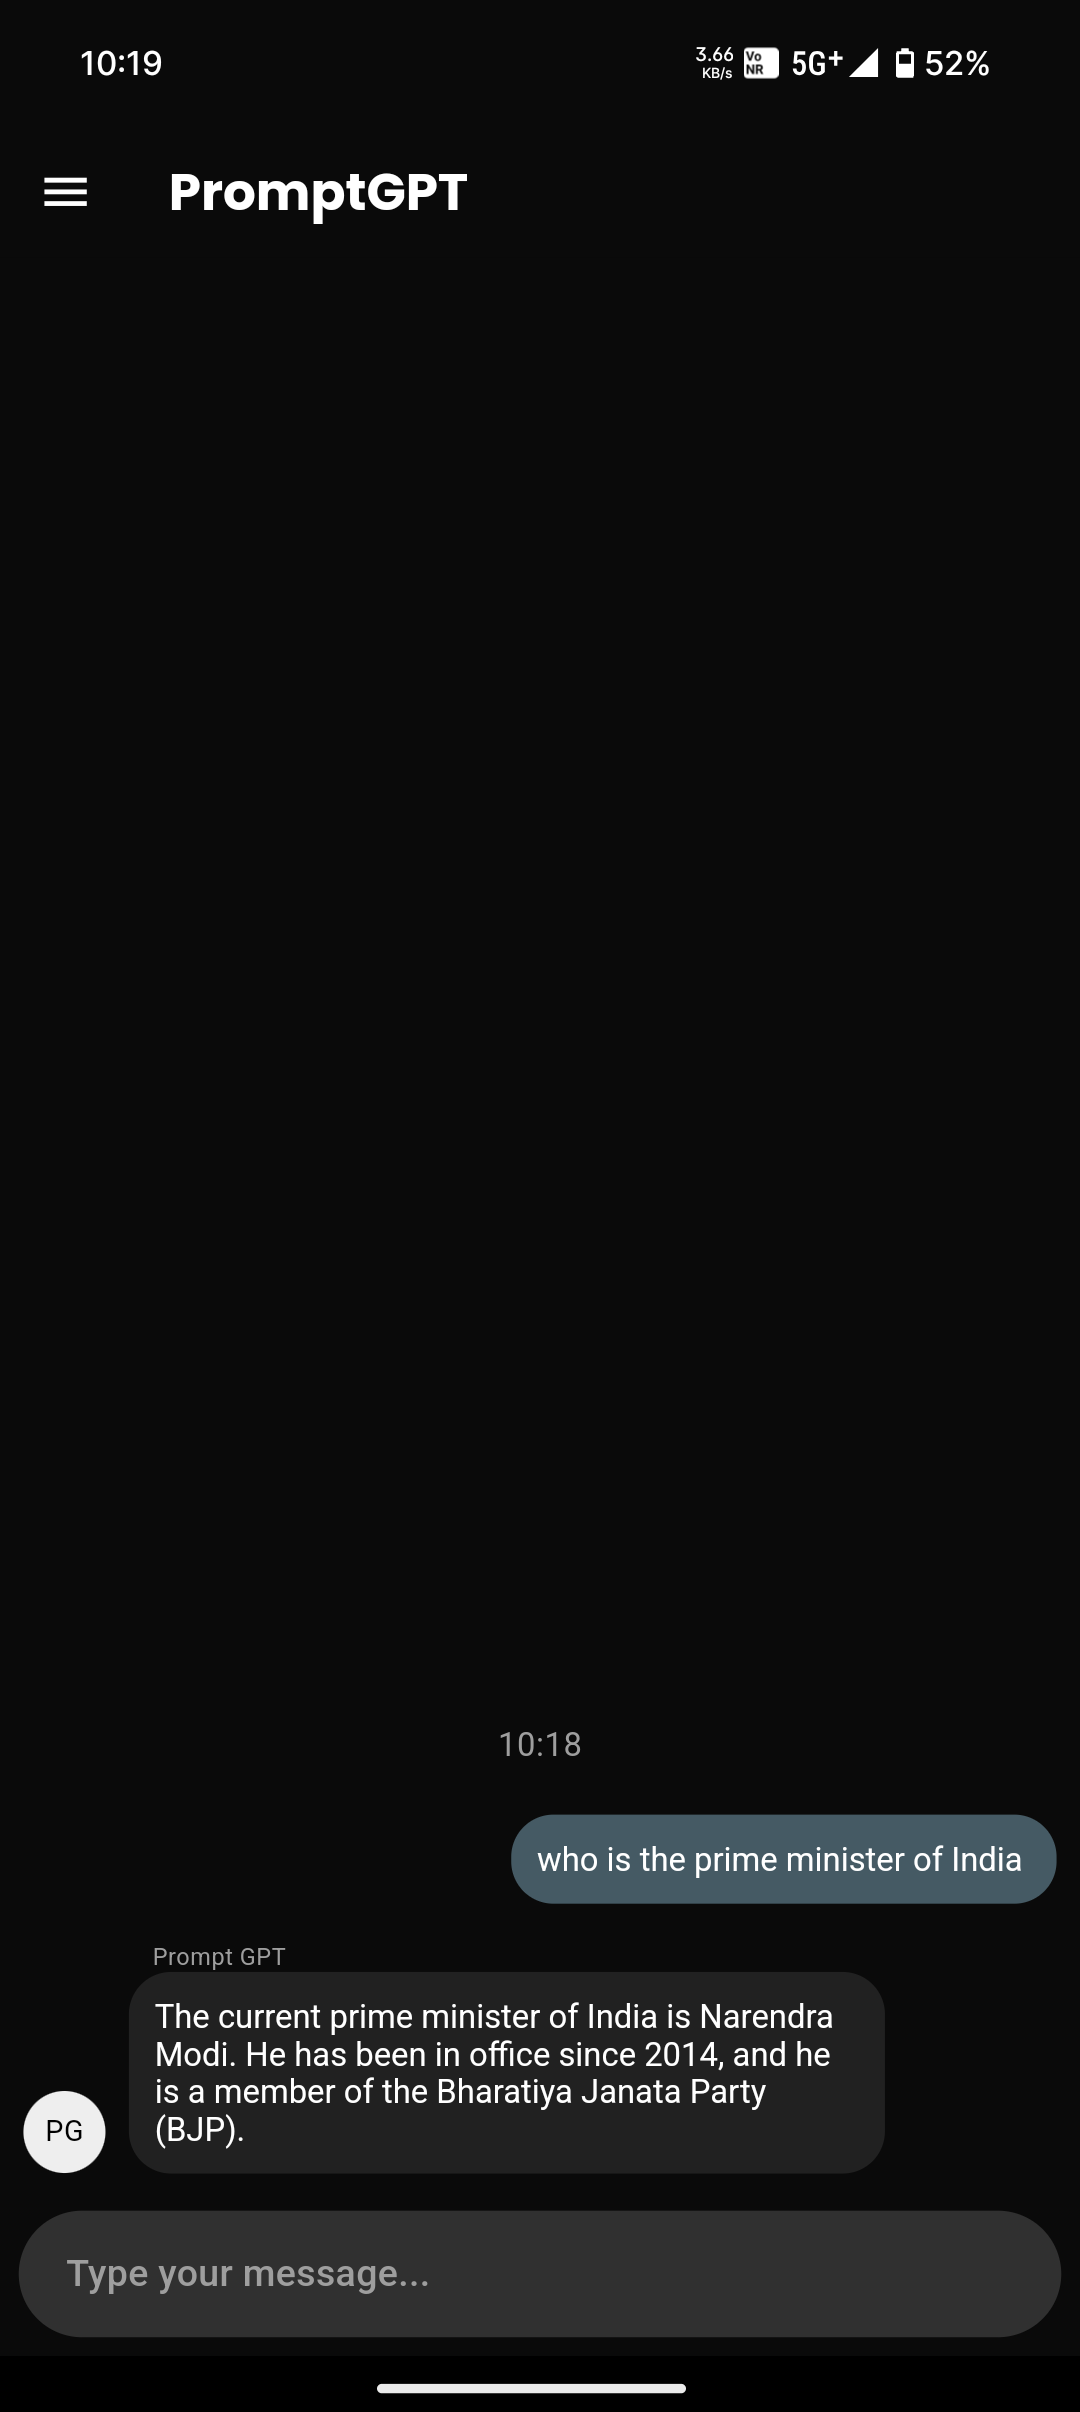 10:19
3.66
KB/s
Vo
NR
5G+
52%
PromptGPT
10:18
who is the prime minister of India
Prompt GPT
The current prime minister of India is Narendra
Modi. He has been in office since 2014, and he
is a member of the Bharatiya Janata Party
(BJP).
PG
Type your message...